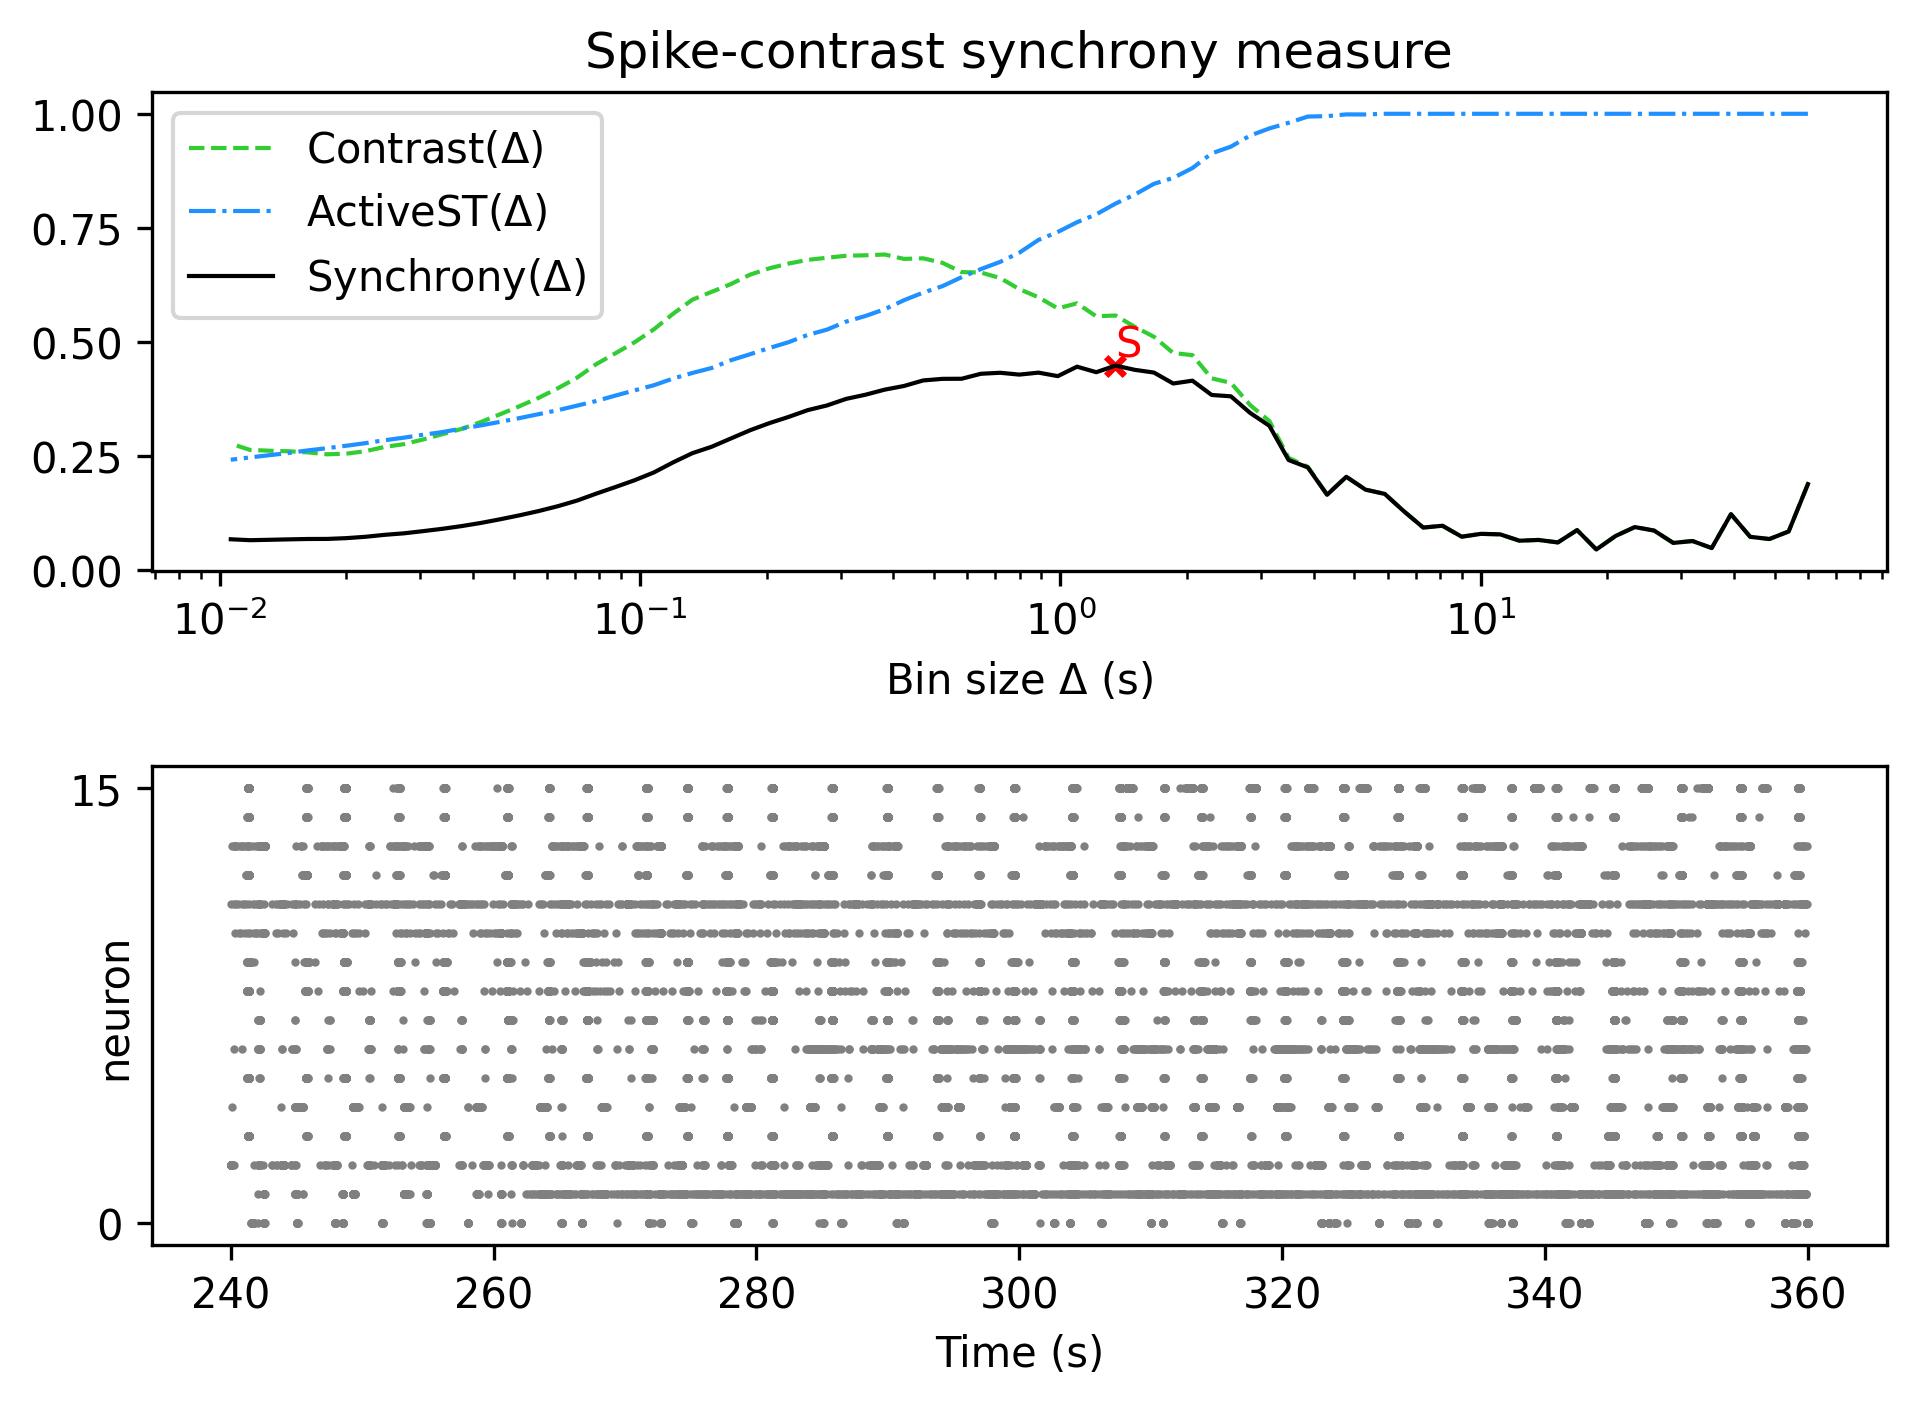 Spike-contrast synchrony measure
1.00
0.75
0.50
0.25
0.00
Contrast(Δ)
ActiveST(Δ)
Synchrony(Δ)
S
10⁻² 10⁻¹ 10⁰ 10¹
Bin size Δ (s)
15
0
neuron
240 260 280 300 320 340 360
Time (s)